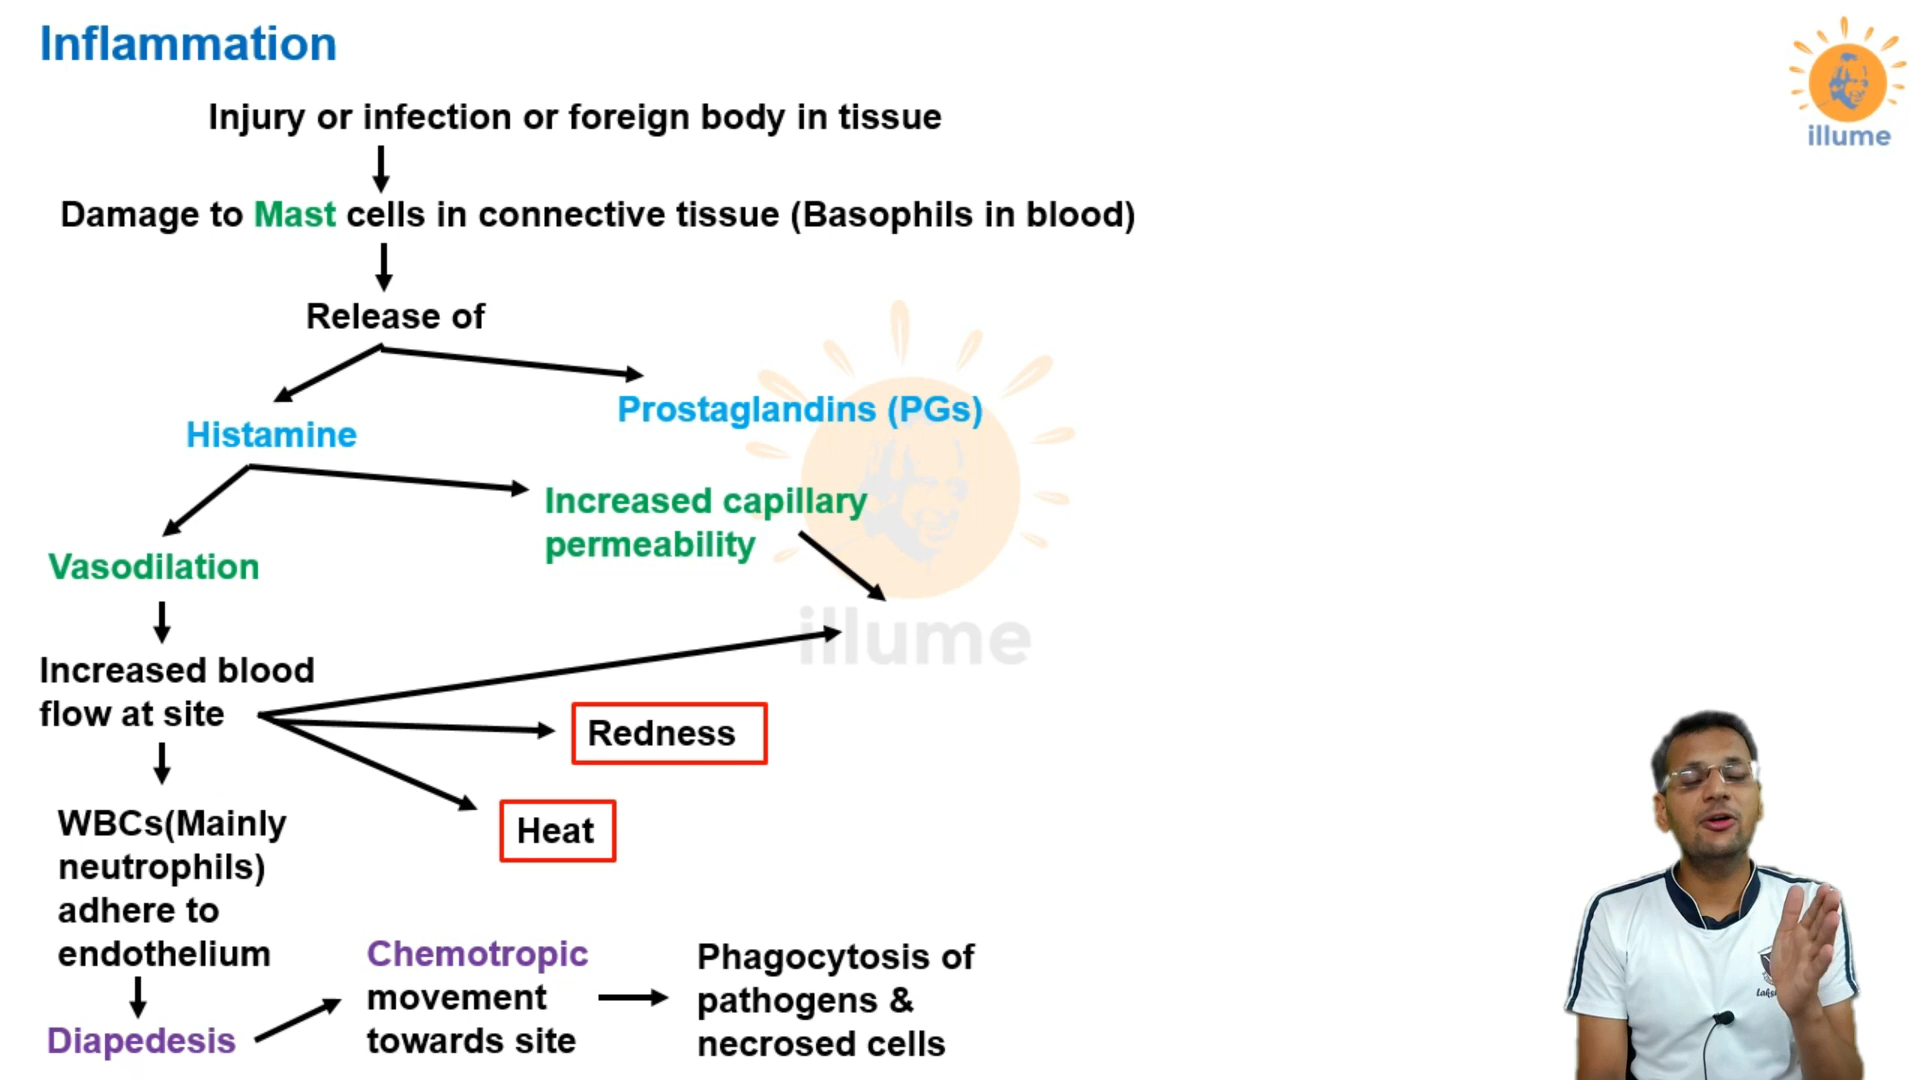 Inflammation
illume
Injury or infection or foreign body in tissue
Damage to Mast cells in connective tissue (Basophils in blood)
Release of
Prostaglandins (PGs)
Histamine
Increased capillary
permeability
Vasodilation
illume
Increased blood
flow at site
Redness
Heat
WBCs(Mainly
neutrophils)
adhere to
endothelium
Diapedesis
Chemotropic
movement
towards site
Phagocytosis of
pathogens &
necrosed cells